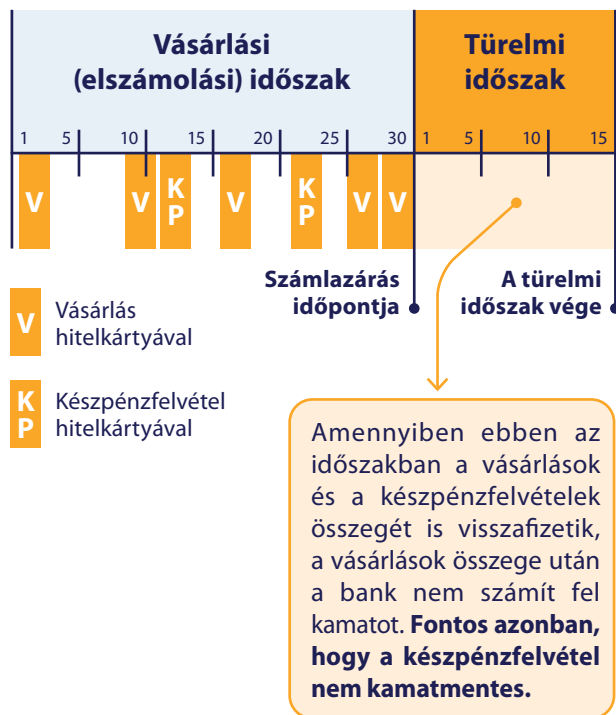 Vásárlási
(elszámolási) időszak
Türelmi
időszak
1 5 10 15 20 25 30 1 5 10 15
V V K P V K P V V
Számlazárás
időpontja
A türelmi
időszak vége
V
Vásárlás
hitelkártyával
K
P
Készpénzfelvétel
hitelkártyával
Amennyiben ebben az
időszakban a vásárlások
és a készpénzfelvételek
összegét is visszafizetik,
a vásárlások összege után
a bank nem számít fel
kamatot. Fontos azonban,
hogy a készpénzfelvétel
nem kamatmentes.